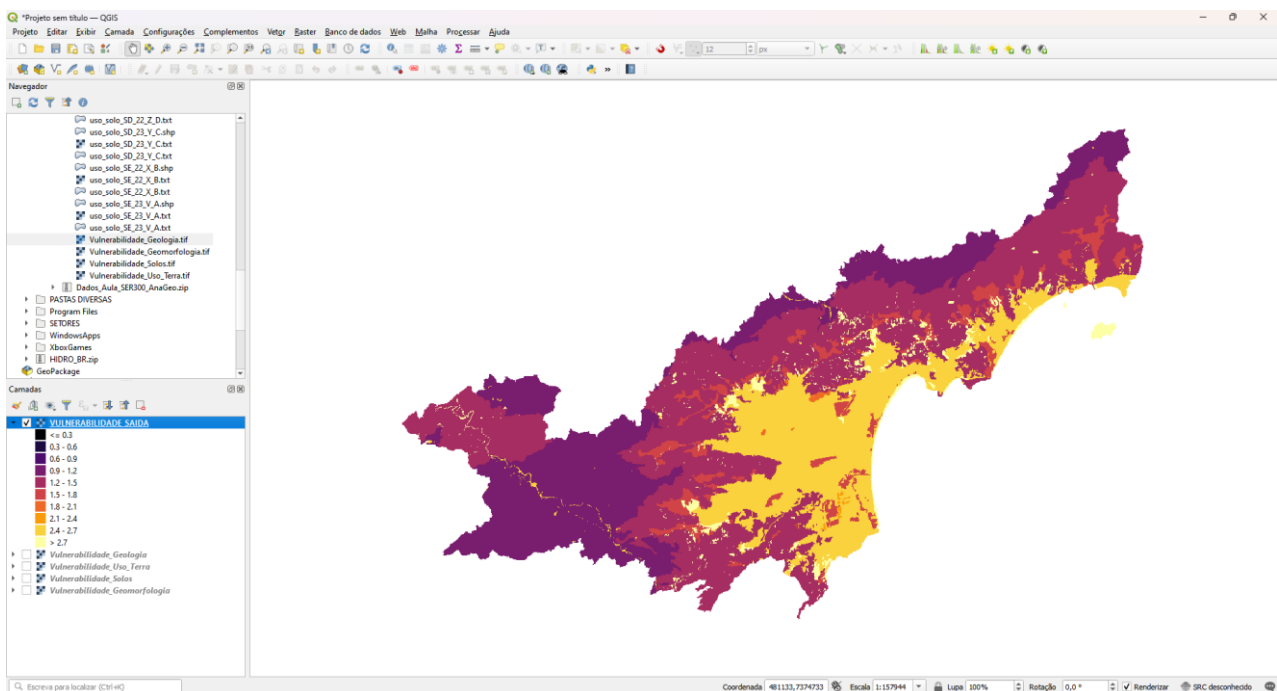 *Projeto sem título — QGIS
Projeto Editar Exibir Camada Configurações Complementos Vetor Raster Banco de dados Web Malha Processar Ajuda
12 px
Navegador
uso_solo_SD_22_Z_D.txt
uso_solo_SD_23_Y_C.shp
uso_solo_SD_23_Y_C.txt
uso_solo_SD_23_Y_C.txt
uso_solo_SE_22_X_B.shp
uso_solo_SE_22_X_B.txt
uso_solo_SE_22_X_B.txt
uso_solo_SE_23_V_A.shp
uso_solo_SE_23_V_A.txt
uso_solo_SE_23_V_A.txt
Vulnerabilidade_Geologia.tif
Vulnerabilidade_Geomorfologia.tif
Vulnerabilidade_Solos.tif
Vulnerabilidade_Uso_Terra.tif
Dados_Aula_SER300_AnaGeo.zip
PASTAS DIVERSAS
Program Files
SETORES
WindowsApps
XboxGames
HIDRO_BR.zip
GeoPackage
Camadas
VULNERABILIDADE_SAIDA
<= 0.3
0.3 - 0.6
0.6 - 0.9
0.9 - 1.2
1.2 - 1.5
1.5 - 1.8
1.8 - 2.1
2.1 - 2.4
2.4 - 2.7
> 2.7
Vulnerabilidade_Geologia
Vulnerabilidade_Uso_Terra
Vulnerabilidade_Solos
Vulnerabilidade_Geomorfologia
Escreva para localizar (Ctrl+K) Coordenada 481133,7374733 Escala 1:157944 Lupa 100% Rotação 0,0 ° Renderizar SRC desconhecido